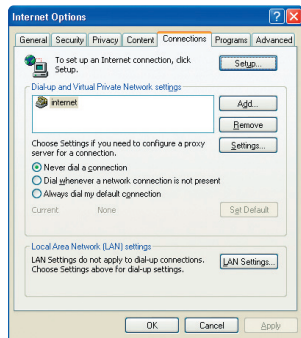 Internet Options
General Security Privacy Content Connections Programs Advanced
To set up an Internet connection, click
Setup.
Setup...
Dial-up and Virtual Private Network settings
internet
Add...
Remove
Choose Settings if you need to configure a proxy
server for a connection.
Settings...
Never dial a connection
Dial whenever a network connection is not present
Always dial my default connection
Current None
Set Default
Local Area Network (LAN) settings
LAN Settings do not apply to dial-up connections.
Choose Settings above for dial-up settings.
LAN Settings...
OK Cancel Apply